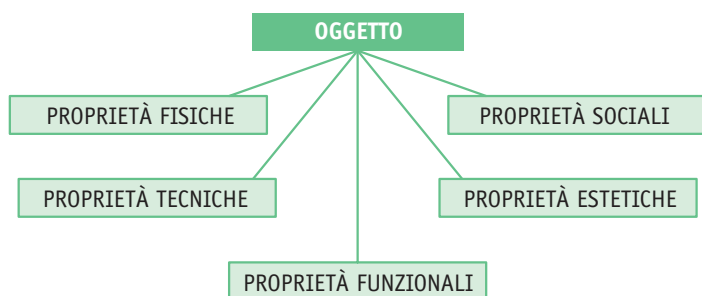 OGGETTO
PROPRIETÀ FISICHE
PROPRIETÀ SOCIALI
PROPRIETÀ TECNICHE
PROPRIETÀ ESTETICHE
PROPRIETÀ FUNZIONALI